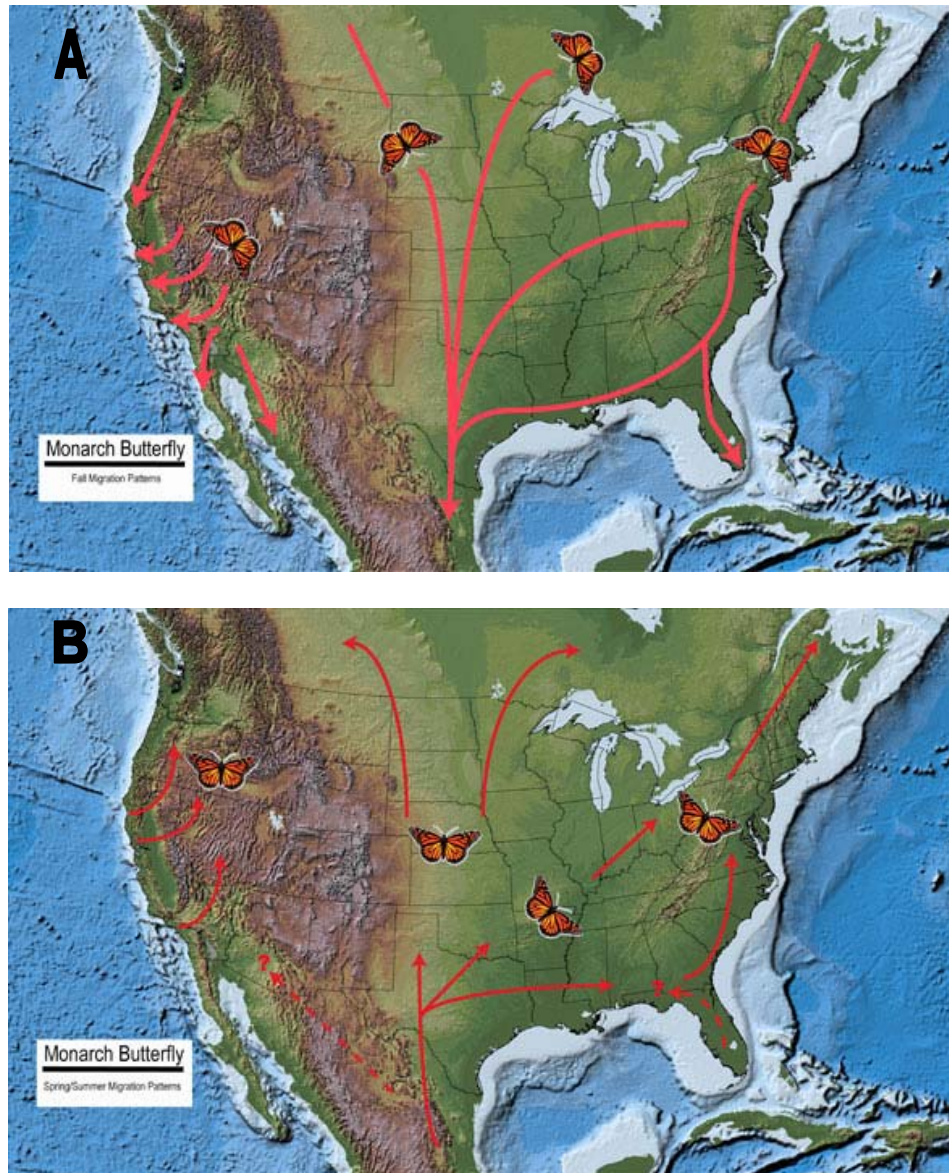 A
Monarch Butterfly
Fall Migration Patterns
B
?
?
Monarch Butterfly
Spring/Summer Migration Patterns